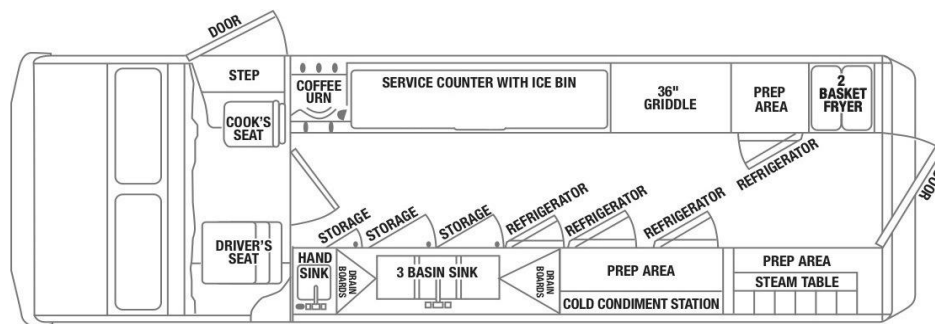 DOOR
STEP
COFFEE
URN
SERVICE COUNTER WITH ICE BIN
36"
GRIDDLE
PREP
AREA
2
BASKET
FRYER
COOK'S
SEAT
REFRIGERATOR
DOOR
STORAGE
STORAGE
STORAGE
REFRIGERATOR
REFRIGERATOR
REFRIGERATOR
DRIVER'S
SEAT
HAND
SINK
DRAIN
BOARDS
3 BASIN SINK
DRAIN
BOARDS
PREP AREA
COLD CONDIMENT STATION
PREP AREA
STEAM TABLE